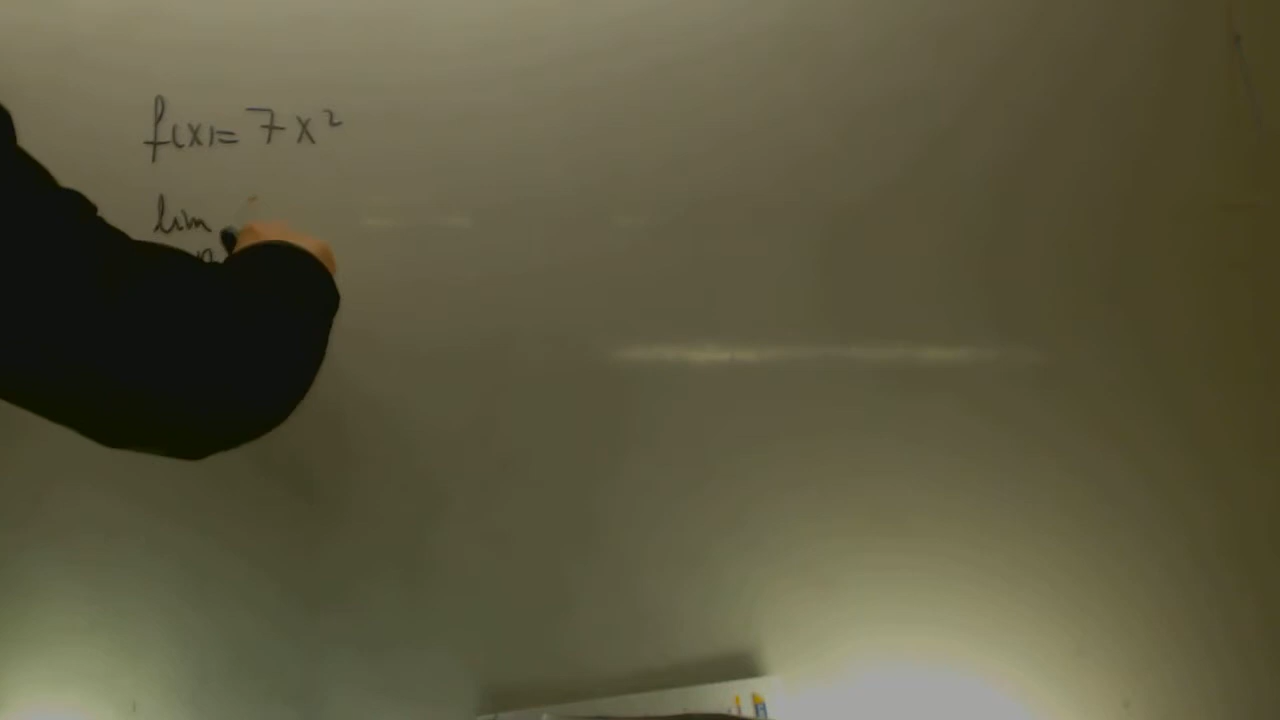 f(x) = 7x²
lim